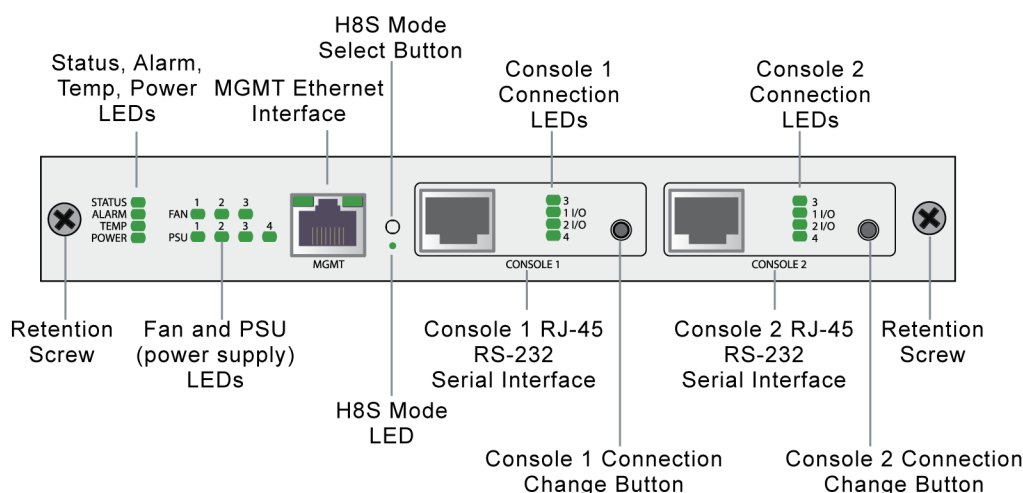 H8S Mode
Select Button
Status, Alarm,
Temp, Power
LEDs
MGMT Ethernet
Interface
Console 1
Connection
LEDs
Console 2
Connection
LEDs
STATUS
ALARM
TEMP
POWER
1 2 3
FAN
1 2 3 4
PSU
MGMT
3
1 I/O
2 I/O
4
CONSOLE 1
3
1 I/O
2 I/O
4
CONSOLE 2
Retention
Screw
Fan and PSU
(power supply)
LEDs
H8S Mode
LED
Console 1 RJ-45
RS-232
Serial Interface
Console 2 RJ-45
RS-232
Serial Interface
Retention
Screw
Console 1 Connection
Change Button
Console 2 Connection
Change Button